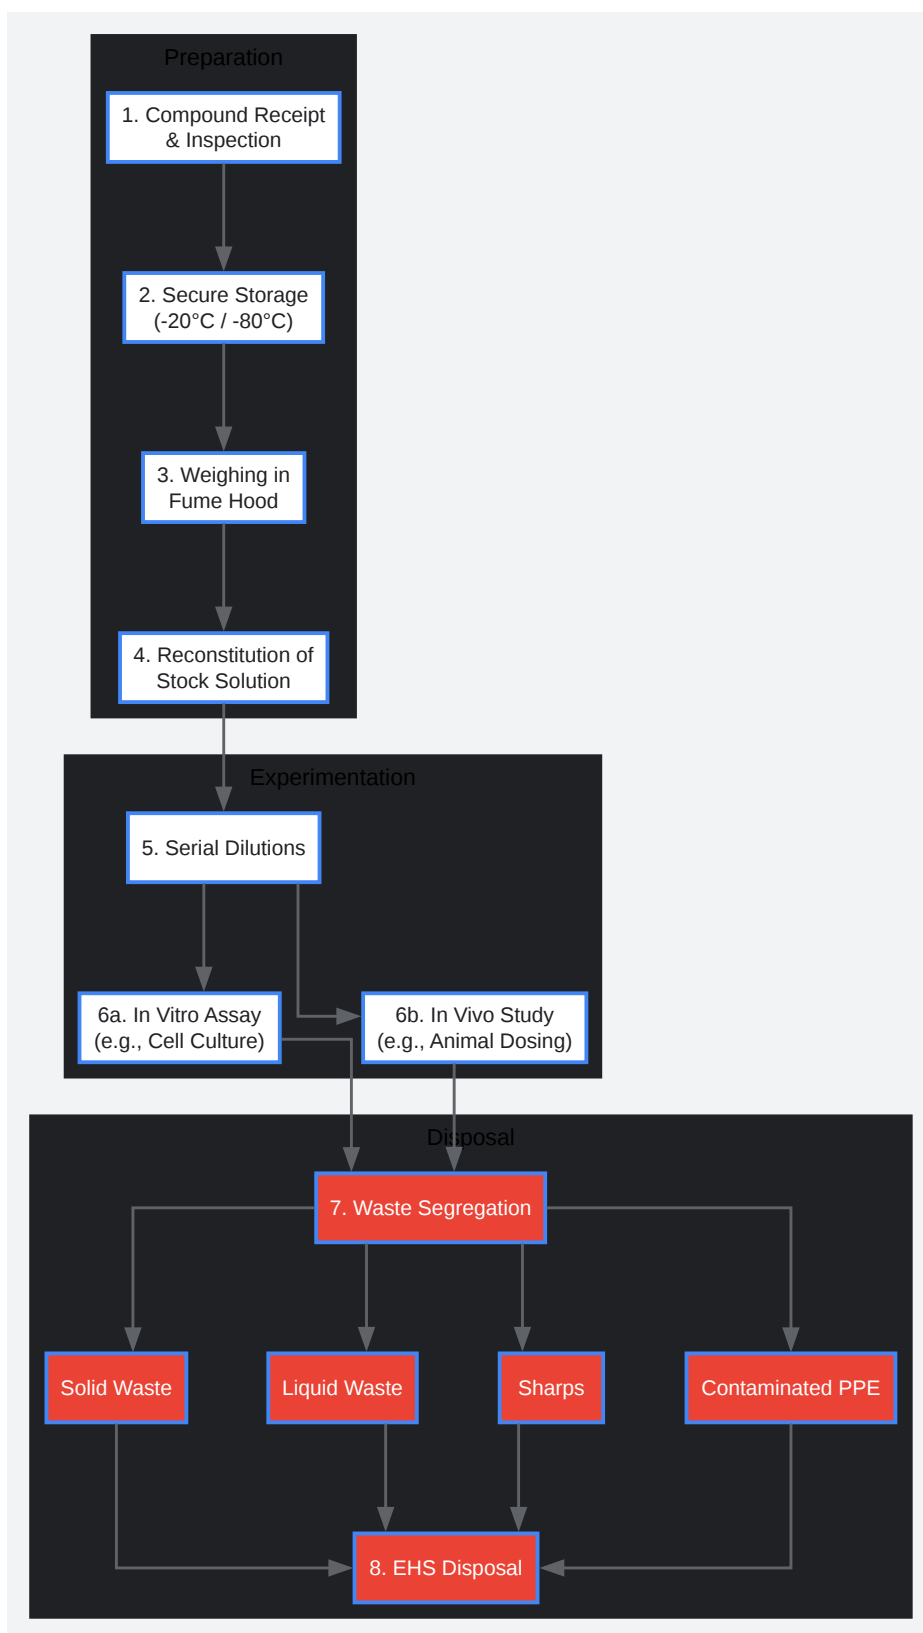 Preparation
1. Compound Receipt
& Inspection
2. Secure Storage
(-20°C / -80°C)
3. Weighing in
Fume Hood
4. Reconstitution of
Stock Solution
Experimentation
5. Serial Dilutions
6a. In Vitro Assay
(e.g., Cell Culture)
6b. In Vivo Study
(e.g., Animal Dosing)
Disposal
7. Waste Segregation
Solid Waste
Liquid Waste
Sharps
Contaminated PPE
8. EHS Disposal